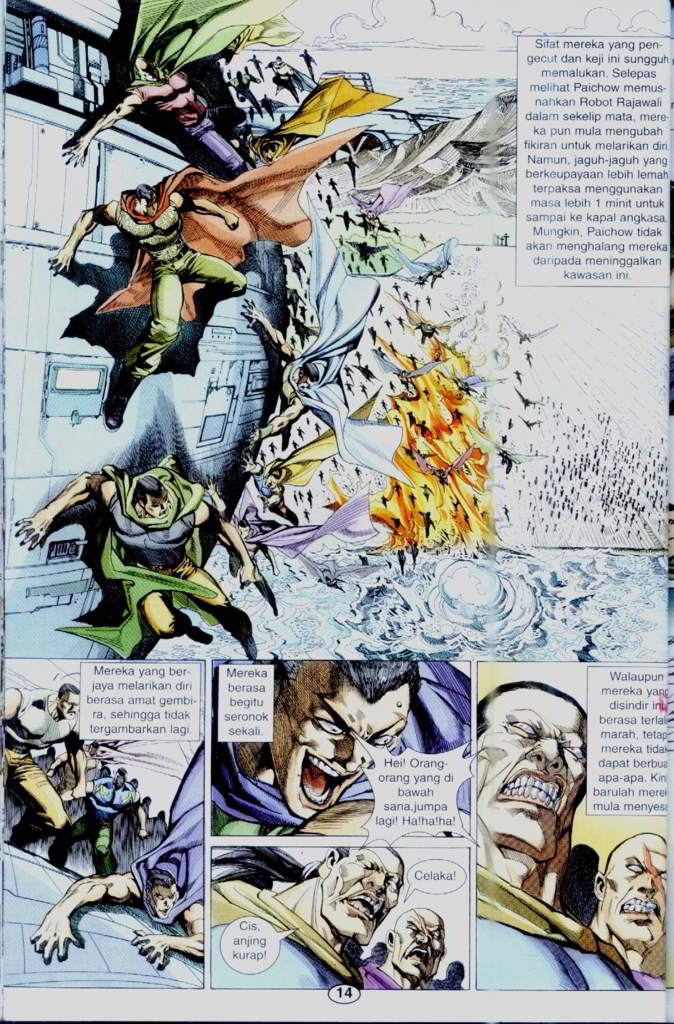 Sifat mereka yang pen-
gecut dan keji ini sungguh
memalukan. Selepas
melihat Paichow memus-
nahkan Robot Rajawali
dalam sekelip mata, mere-
ka pun mula mengubah
fikiran untuk melarikan diri.
Namun, jaguh-jaguh yang
berkeupayaan lebih lemah
terpaksa menggunakan
masa lebih 1 minit untuk
sampai ke kapal angkasa.
Mungkin, Paichow tidak
akan menghalang mereka
daripada meninggalkan
kawasan ini.
Mereka yang ber-
jaya melarikan diri
berasa amat gembi-
ra, sehingga tidak
tergambarkan lagi.
Mereka
berasa
begitu
seronok
sekali.
Hei! Orang-
orang yang di
bawah
sana,jumpa
lagi! Ha!ha!ha!
Celaka!
Cis,
anjing
kurap!
Walaupun
mereka yang
disindir
berasa
marah,
mereka
dapat
apa-apa.
barulah
mula
14